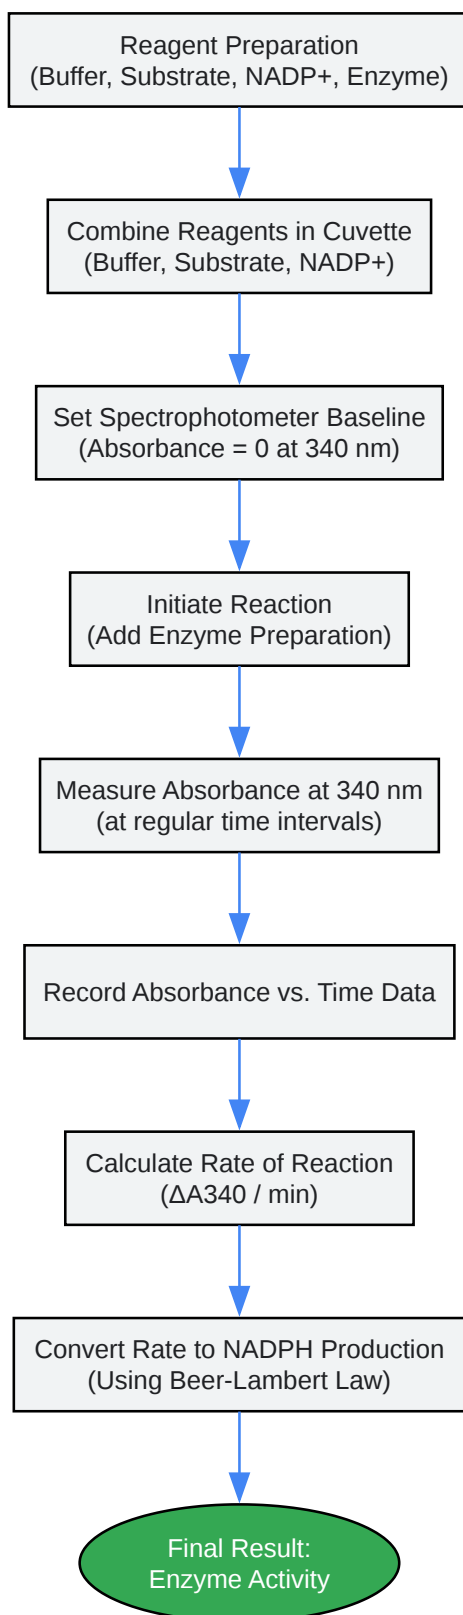 Reagent Preparation
(Buffer, Substrate, NADP+, Enzyme)
Combine Reagents in Cuvette
(Buffer, Substrate, NADP+)
Set Spectrophotometer Baseline
(Absorbance = 0 at 340 nm)
Initiate Reaction
(Add Enzyme Preparation)
Measure Absorbance at 340 nm
(at regular time intervals)
Record Absorbance vs. Time Data
Calculate Rate of Reaction
(ΔA340 / min)
Convert Rate to NADPH Production
(Using Beer-Lambert Law)
Final Result:
Enzyme Activity